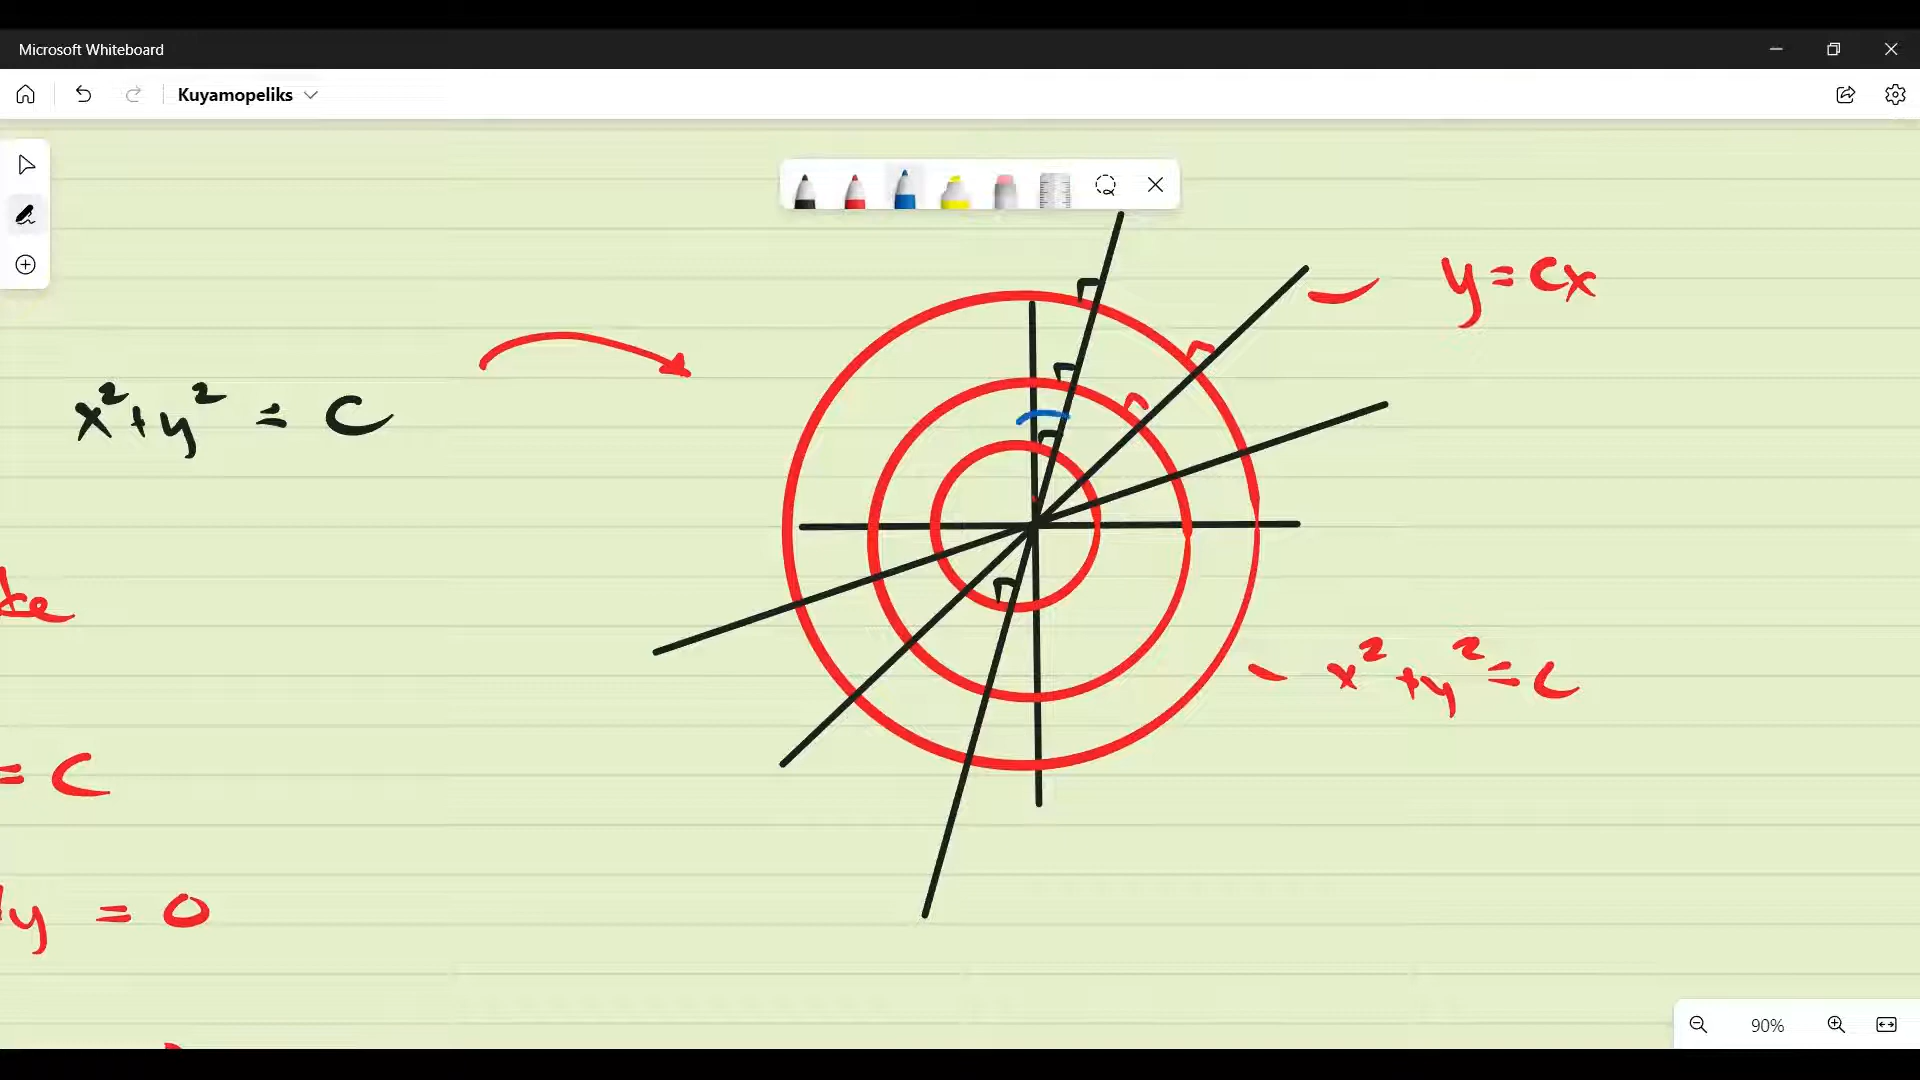 Microsoft Whiteboard
Kuyamopeliks
y = cx
x² + y² = C
x² + y² = C
= C
y = 0
90%